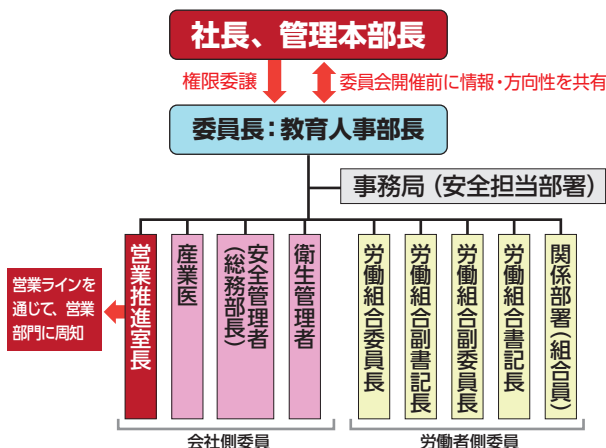 社長、管理本部長
権限委譲
委員会開催前に情報・方向性を共有
委員長：教育人事部長
事務局（安全担当部署）
営業ラインを
通じて、営業
部門に周知
営業推進室長
産業医
安全管理者
（総務部長）
衛生管理者
労働組合委員長
労働組合副書記長
労働組合副委員長
労働組合書記長
関係部署（組合員）
会社側委員
労働者側委員